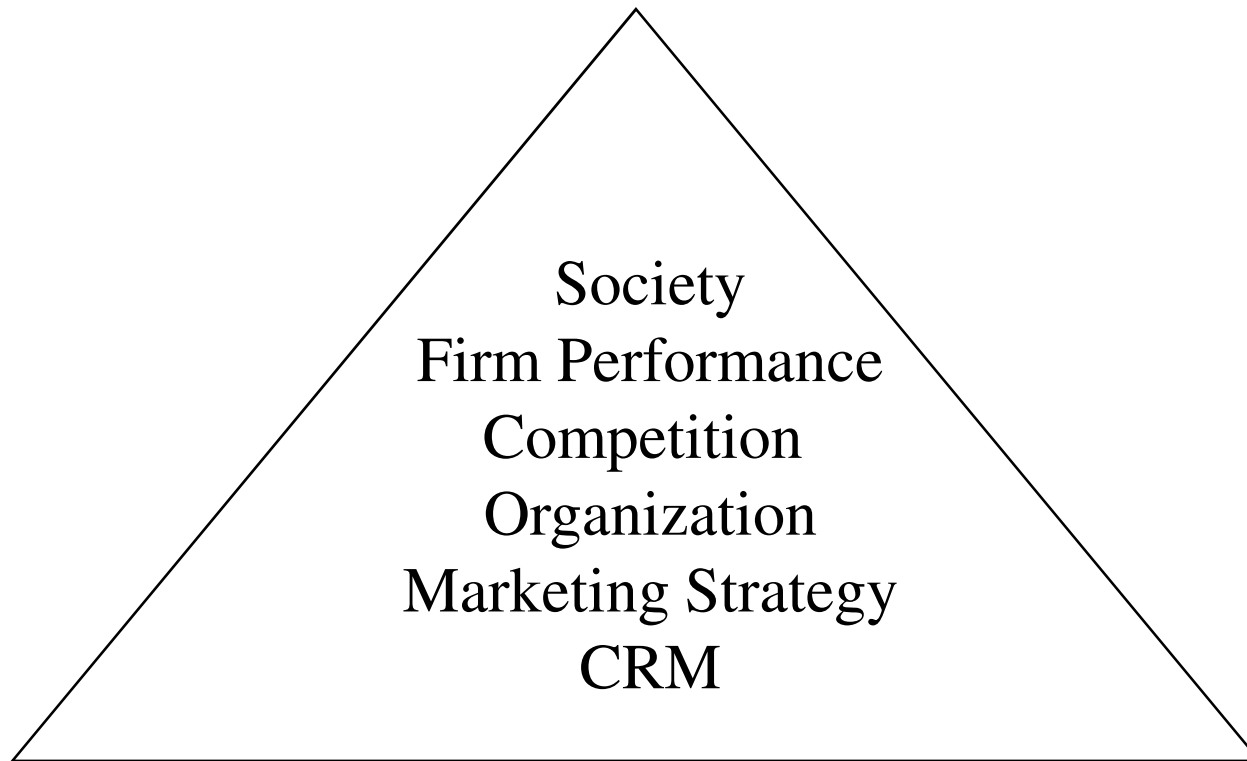 Society
Firm Performance
Competition
Organization
Marketing Strategy
CRM